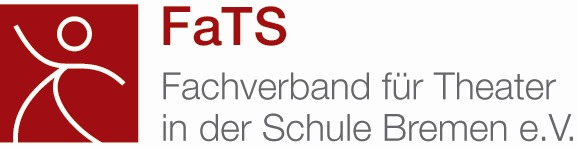 FaTS
Fachverband für Theater
in der Schule Bremen e.V.